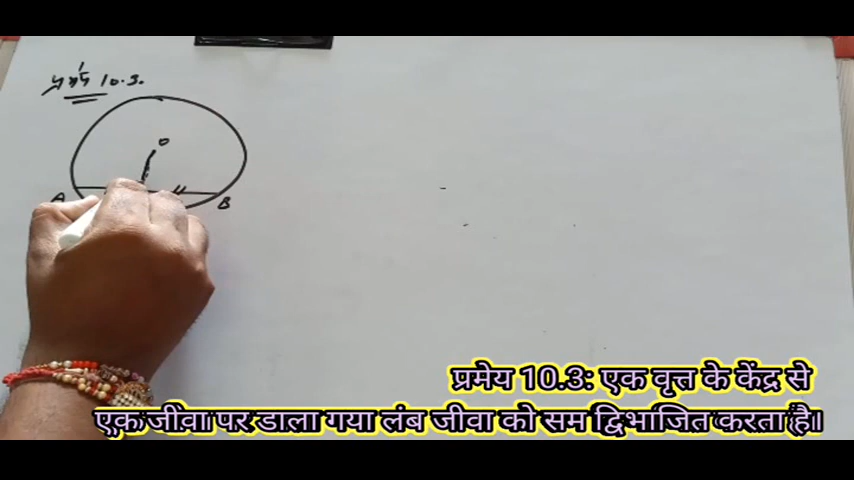 प्रमेय 10.3.
O
A
B
प्रमेय 10.3: एक वृत्त के केंद्र से
एक जीवा पर डाला गया लंब जीवा को सम द्विभाजित करता है।